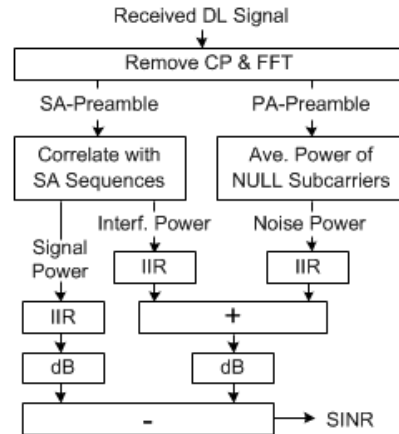 Received DL Signal
Remove CP & FFT
SA-Preamble
PA-Preamble
Correlate with
SA Sequences
Ave. Power of
NULL Subcarriers
Interf. Power
Noise Power
Signal
Power
IIR
IIR
IIR
+
dB
dB
-
SINR